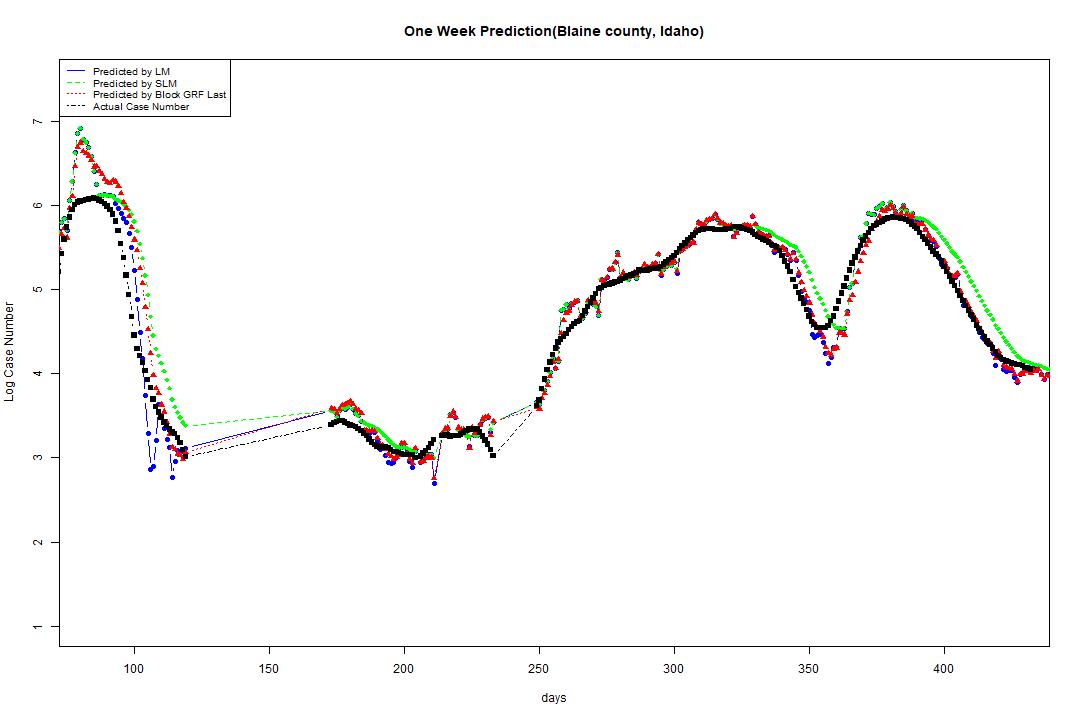 One Week Prediction(Blaine county, Idaho)
Predicted by LM
Predicted by SLM
Predicted by Block GRF Last
Actual Case Number
Log Case Number
7
6
5
4
3
2
1
100 150 200 250 300 350 400
days